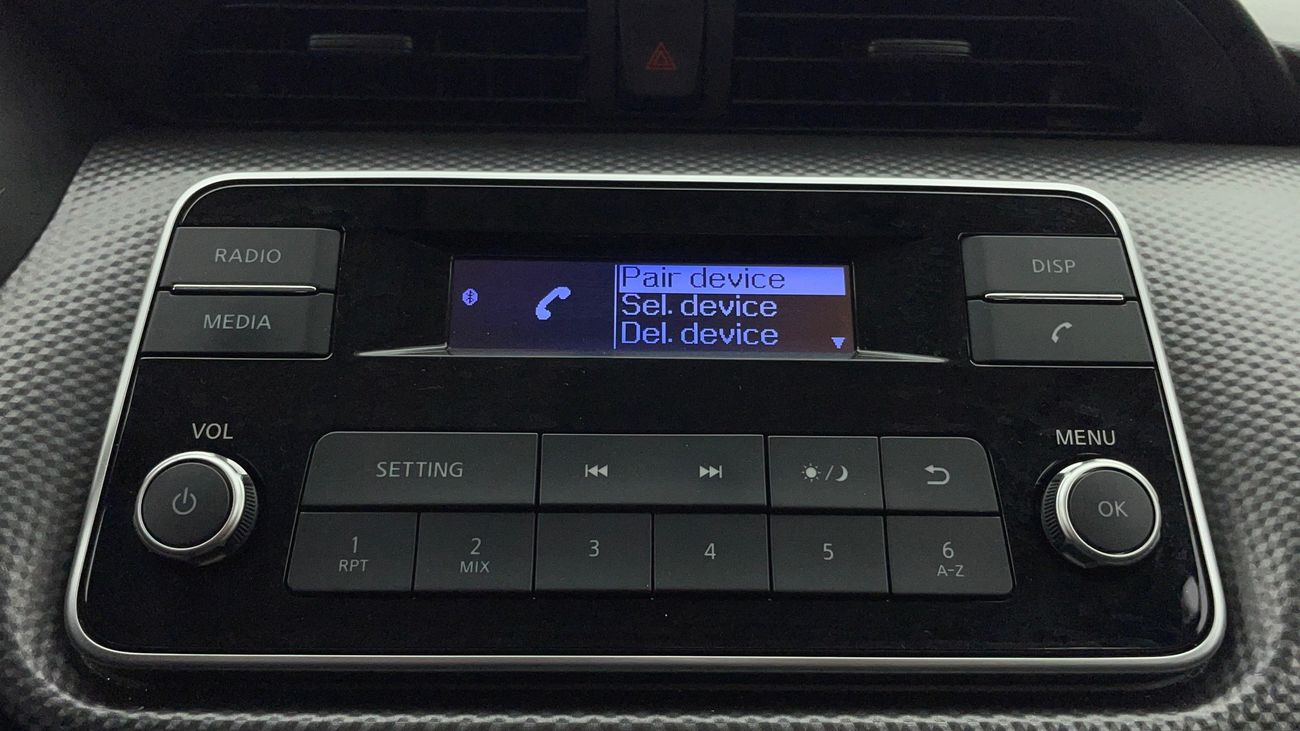 RADIO
MEDIA
Pair device
Sel. device
Del. device
DISP
VOL
MENU
SETTING
OK
1
RPT
2
MIX
3
4
5
6
A-Z